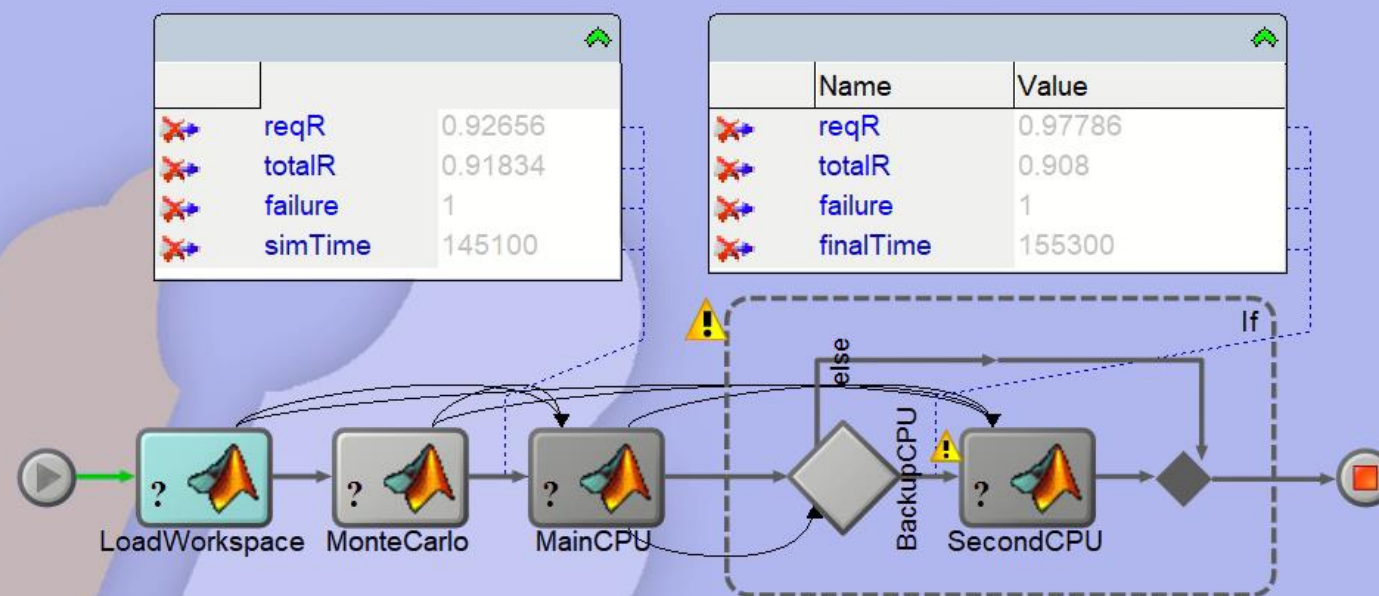 reqR 0.92656
totalR 0.91834
failure 1
simTime 145100
Name Value
reqR 0.97786
totalR 0.908
failure 1
finalTime 155300
If
else
BackupCPU
?
LoadWorkspace
?
MonteCarlo
?
MainCPU
?
SecondCPU